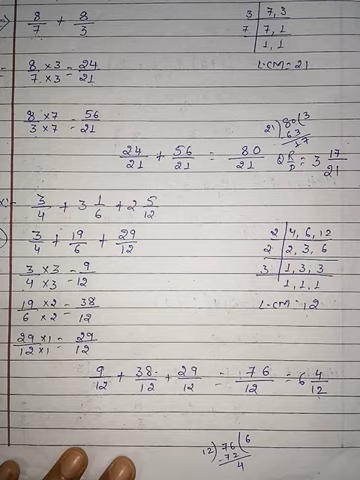 8/7 + 8/3
3 | 7, 3
7 | 7, 1
1, 1
8 × 3 / 7 × 3 = 24/21
L·CM = 21
8 × 7 / 3 × 7 = 56/21
21) 80 (3
63
17
24/21 + 56/21 = 80/21 Q R/D = 3 17/21
3/4 + 3 1/6 + 2 5/12
3/4 + 19/6 + 29/12
2 | 4, 6, 12
2 | 2, 3, 6
3 | 1, 3, 3
1, 1, 1
3 × 3 / 4 × 3 = 9/12
19 × 2 / 6 × 2 = 38/12
L·CM = 12
29 × 1 / 12 × 1 = 29/12
9/12 + 38/12 + 29/12 = 76/12 = 6 4/12
12) 76 (6
-72
4